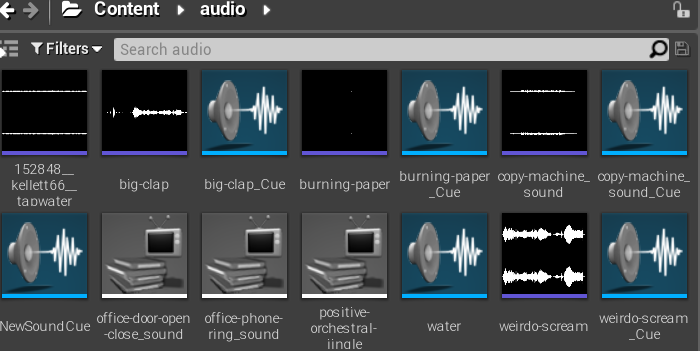 Content audio
Filters Search audio
152848__
kellett66__
tapwater
big-clap
big-clap_Cue
burning-paper
burning-paper
_Cue
copy-machine_
sound
copy-machine_
sound_Cue
NewSoundCue
office-door-open
-close_sound
office-phone-
ring_sound
positive-
orchestral-
jingle
water
weirdo-scream
weirdo-scream
_Cue